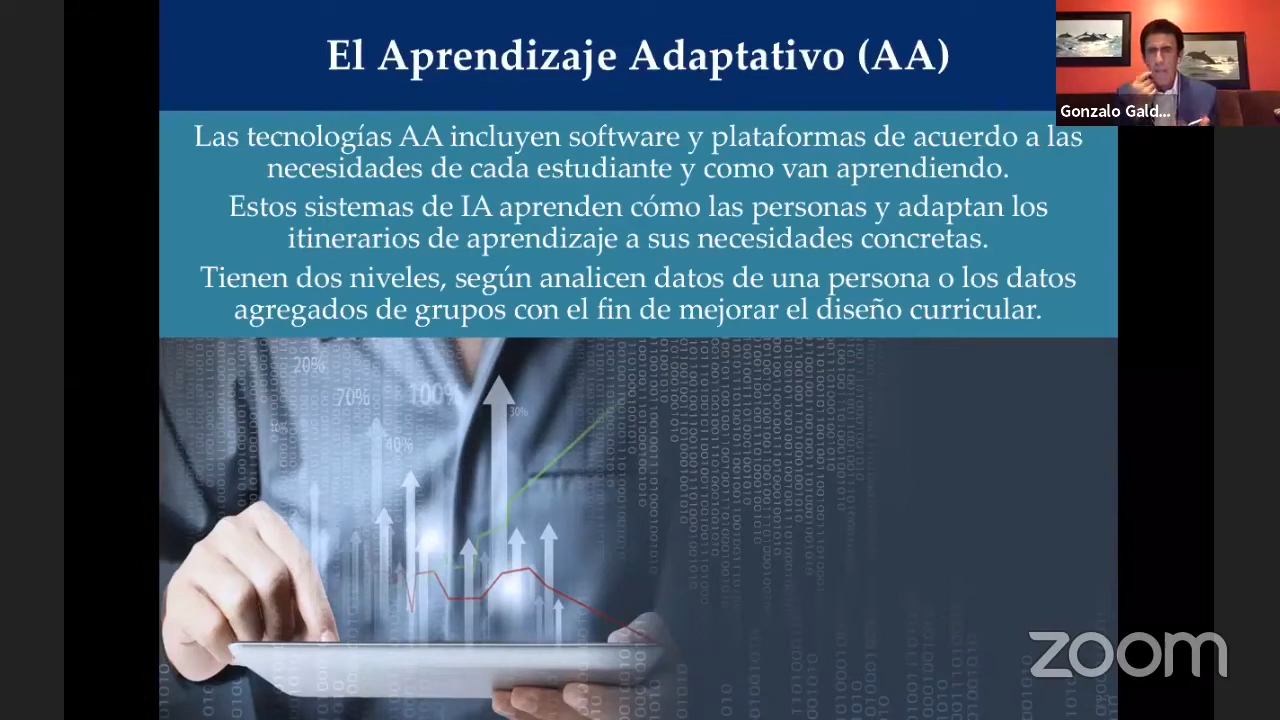 El Aprendizaje Adaptativo (AA)
Gonzalo Gald...
Las tecnologías AA incluyen software y plataformas de acuerdo a las
necesidades de cada estudiante y como van aprendiendo.
Estos sistemas de IA aprenden cómo las personas y adaptan los
itinerarios de aprendizaje a sus necesidades concretas.
Tienen dos niveles, según analicen datos de una persona o los datos
agregados de grupos con el fin de mejorar el diseño curricular.
20%
70%
100%
30%
40%
zoom